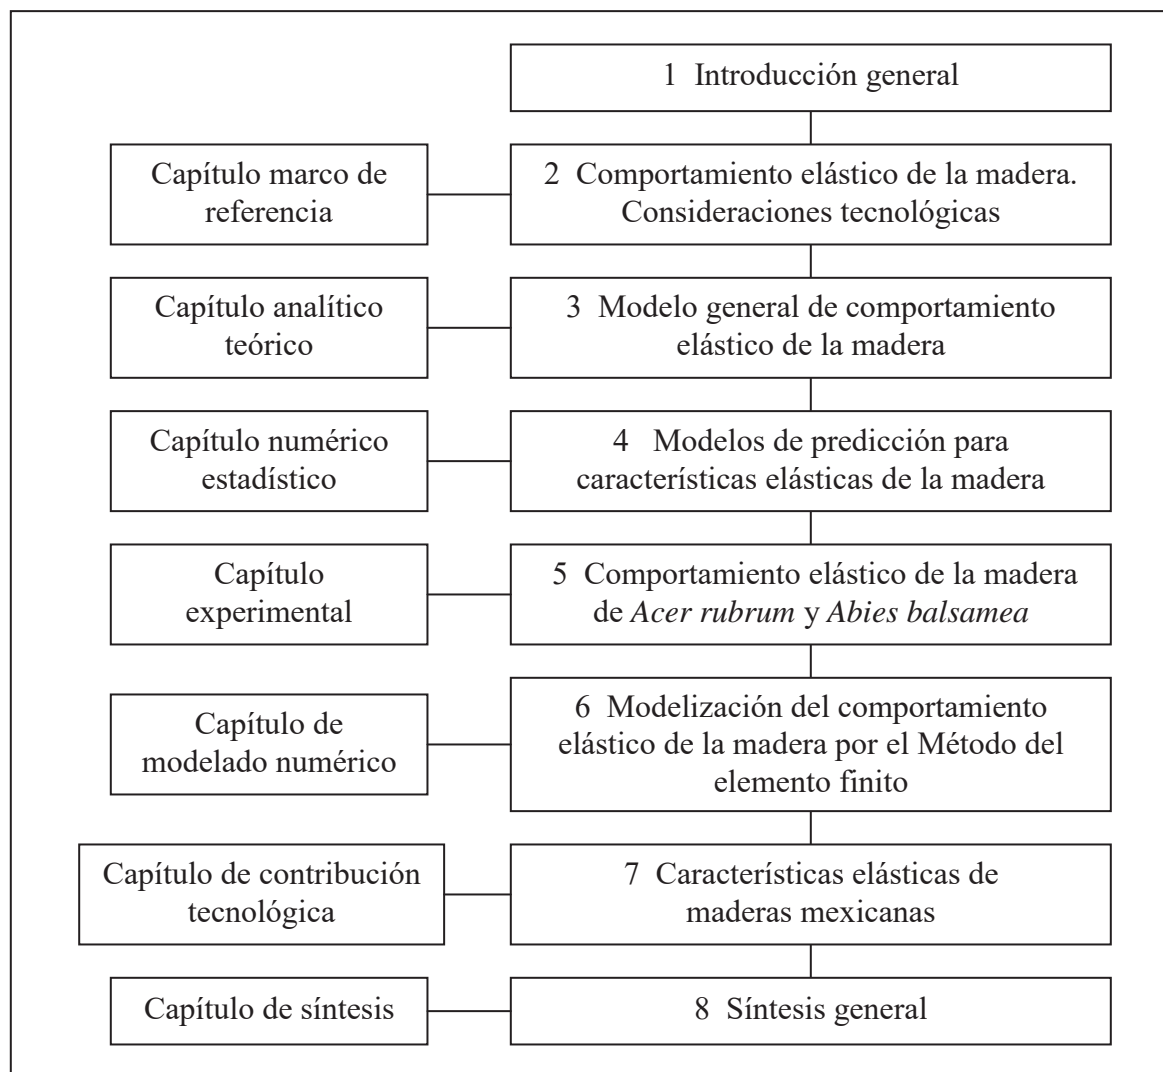 1 Introducción general
Capítulo marco de
referencia
2 Comportamiento elástico de la madera.
Consideraciones tecnológicas
Capítulo analítico
teórico
3 Modelo general de comportamiento
elástico de la madera
Capítulo numérico
estadístico
4 Modelos de predicción para
características elásticas de la madera
Capítulo
experimental
5 Comportamiento elástico de la madera
de Acer rubrum y Abies balsamea
Capítulo de
modelado numérico
6 Modelización del comportamiento
elástico de la madera por el Método del
elemento finito
Capítulo de contribución
tecnológica
7 Características elásticas de
maderas mexicanas
Capítulo de síntesis
8 Síntesis general